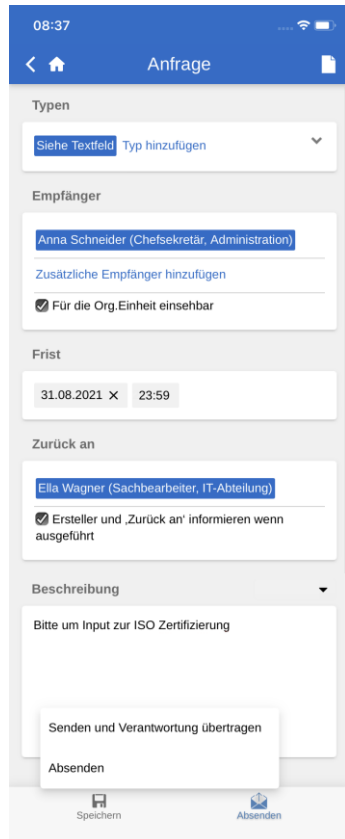 08:37
Anfrage
Typen
Siehe Textfeld Typ hinzufügen
Empfänger
Anna Schneider (Chefsekretär, Administration)
Zusätzliche Empfänger hinzufügen
Für die Org.Einheit einsehbar
Frist
31.08.2021 × 23:59
Zurück an
Ella Wagner (Sachbearbeiter, IT-Abteilung)
Ersteller und ‚Zurück an‘ informieren wenn
ausgeführt
Beschreibung
Bitte um Input zur ISO Zertifizierung
Senden und Verantwortung übertragen
Absenden
Speichern Absenden